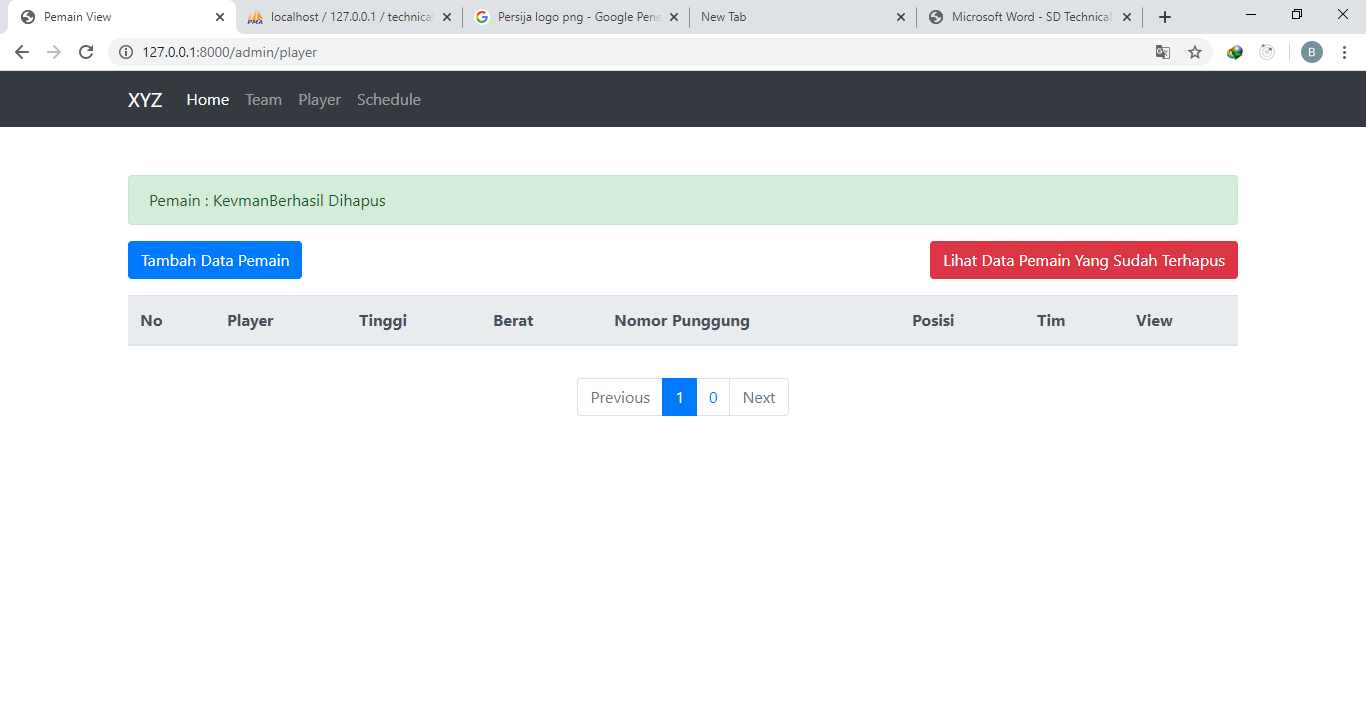 Pemain View
localhost / 127.0.0.1 / technical
Persija logo png - Google Pene
New Tab
Microsoft Word - SD Technical
127.0.0.1:8000/admin/player
B
XYZ Home Team Player Schedule
Pemain : KevmanBerhasil Dihapus
Tambah Data Pemain
Lihat Data Pemain Yang Sudah Terhapus
No Player Tinggi Berat Nomor Punggung Posisi Tim View
Previous 1 0 Next